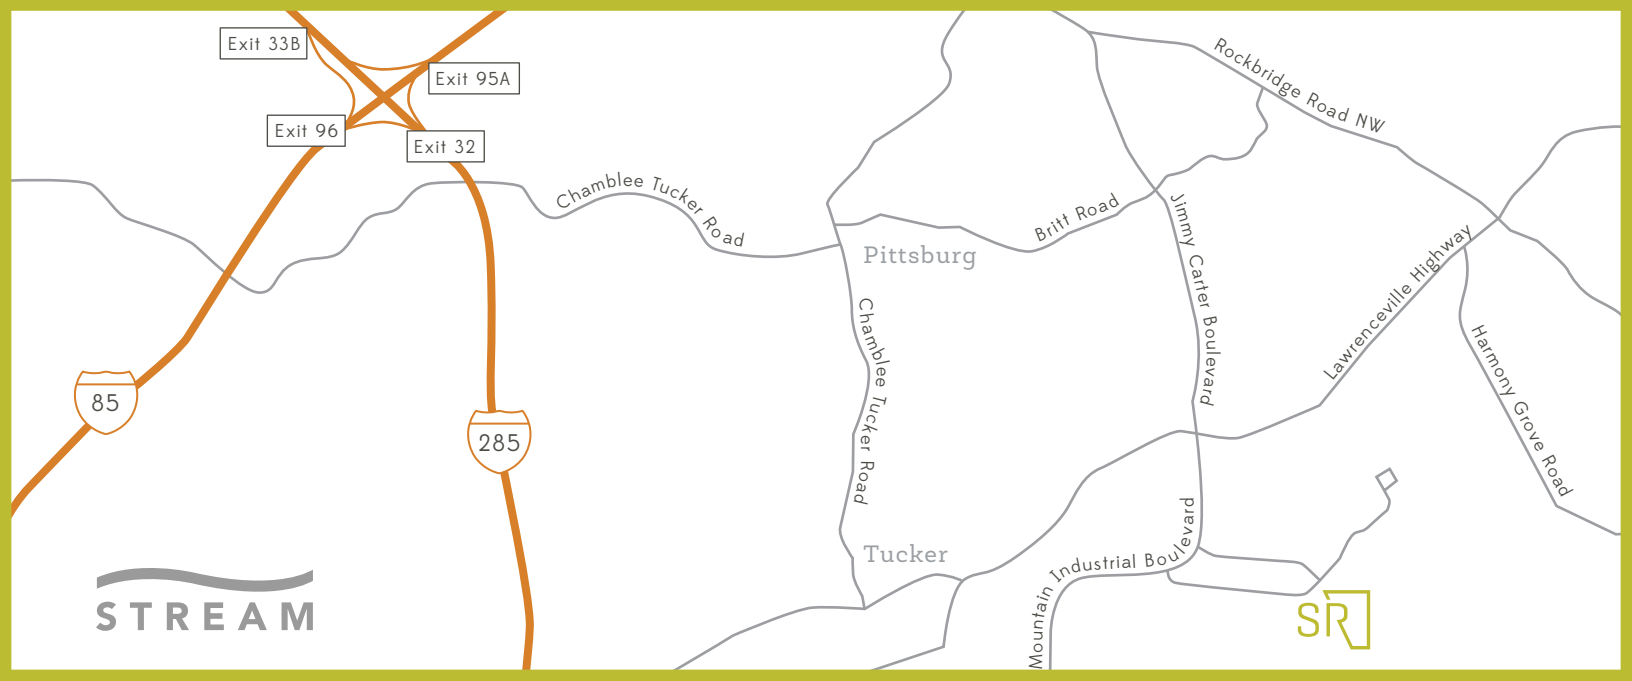 Exit 33B
Exit 95A
Exit 96
Exit 32
Rockbridge Road NW
Chamblee Tucker Road
Britt Road
Pittsburg
Jimmy Carter Boulevard
Lawrenceville Highway
Chamblee Tucker Road
Harmony Grove Road
85
285
Tucker
Mountain Industrial Boulevard
STREAM
SR